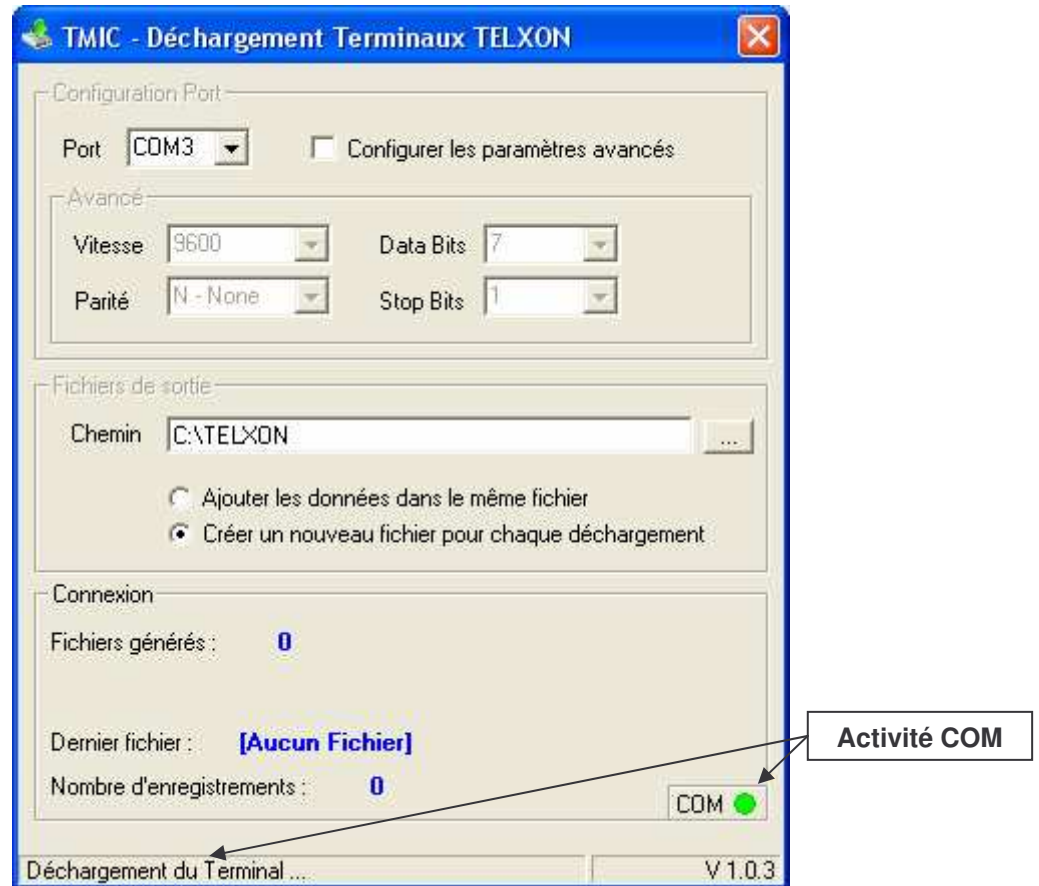 TMIC - Déchargement Terminaux TELXON
Configuration Port
Port COM3 Configurer les paramètres avancés
Avancé
Vitesse 9600 Data Bits 7
Parité N - None Stop Bits 1
Fichiers de sortie
Chemin C:\TELXON ...
Ajouter les données dans le même fichier
Créer un nouveau fichier pour chaque déchargement
Connexion
Fichiers générés : 0
Dernier fichier : [Aucun Fichier]
Activité COM
Nombre d'enregistrements : 0
COM
Déchargement du Terminal ... V 1.0.3